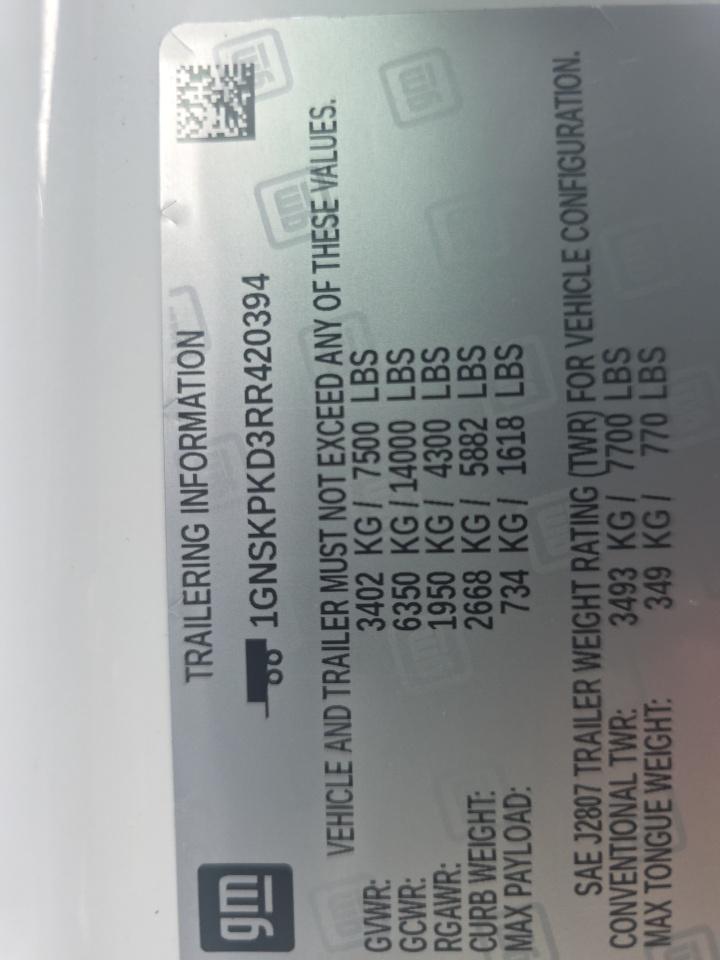 gm
TRAILERING INFORMATION
1GNSKPKD3RR420394
VEHICLE AND TRAILER MUST NOT EXCEED ANY OF THESE VALUES.
GVWR: 3402 KG / 7500 LBS
GCWR: 6350 KG / 14000 LBS
RGAWR: 1950 KG / 4300 LBS
CURB WEIGHT: 2668 KG / 5882 LBS
MAX PAYLOAD: 734 KG / 1618 LBS
SAE J2807 TRAILER WEIGHT RATING (TWR) FOR VEHICLE CONFIGURATION.
CONVENTIONAL TWR: 3493 KG / 7700 LBS
MAX TONGUE WEIGHT: 349 KG / 770 LBS